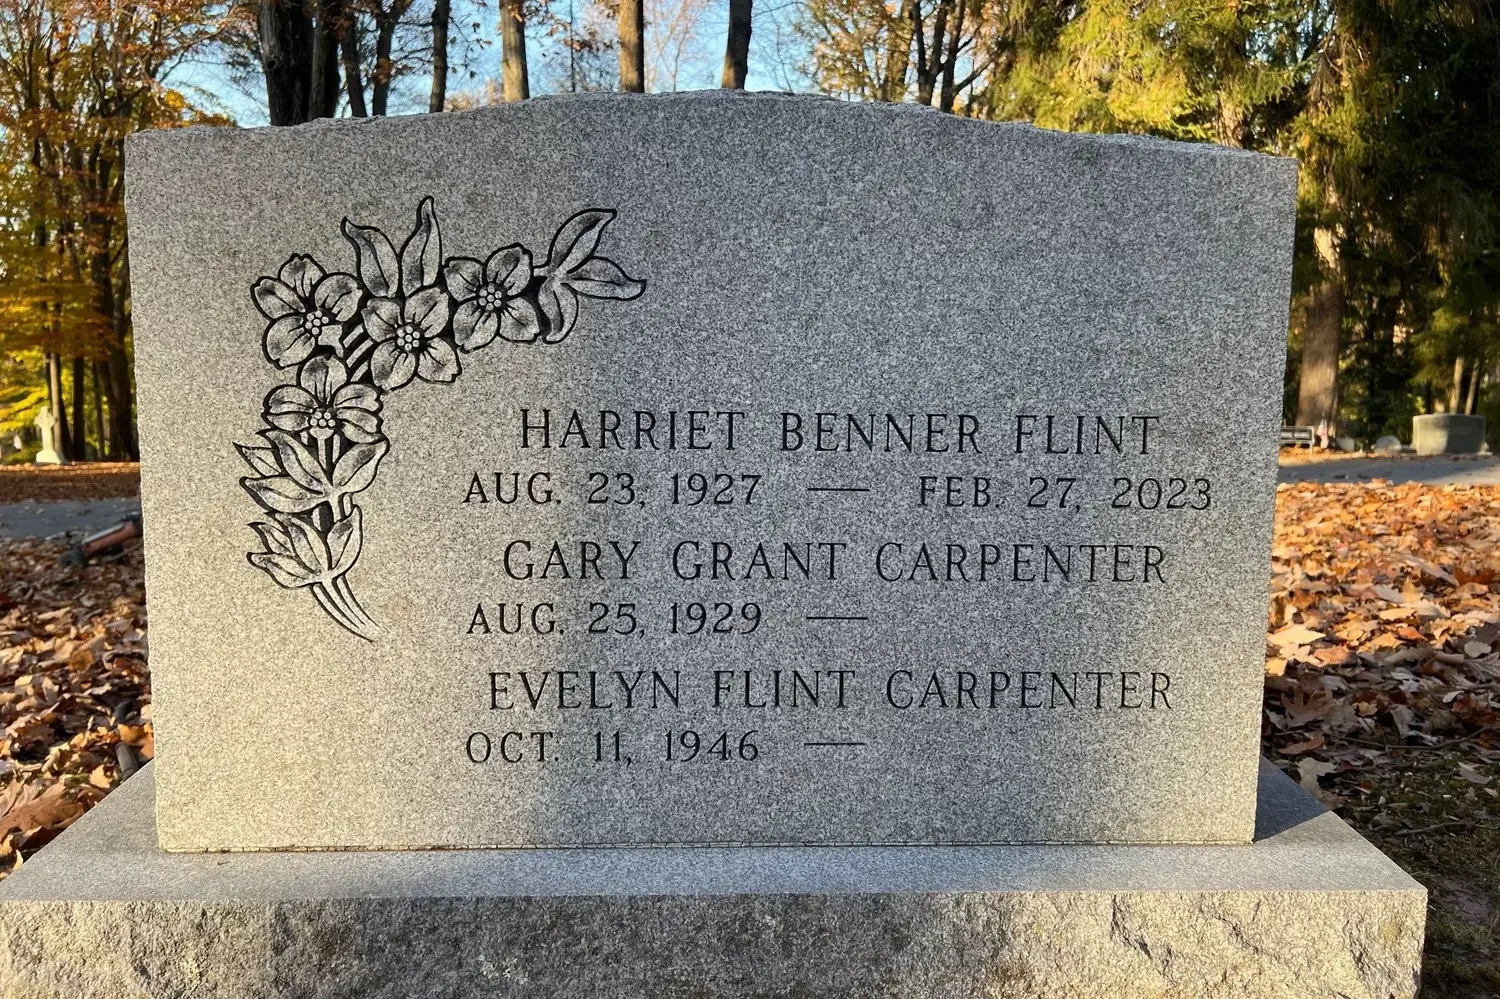 HARRIET BENNER FLINT
AUG. 23, 1927 — FEB. 27, 2023
GARY GRANT CARPENTER
AUG. 25, 1929 —
EVELYN FLINT CARPENTER
OCT. 11, 1946 —